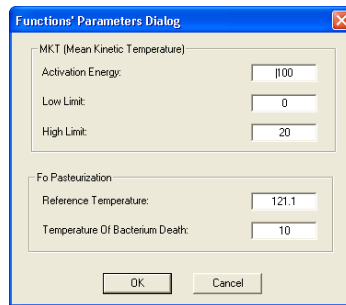 Functions' Parameters Dialog
MKT (Mean Kinetic Temperature)
Activation Energy: 100
Low Limit: 0
High Limit: 20
Fo Pasteurization
Reference Temperature: 121.1
Temperature Of Bacterium Death: 10
OK Cancel